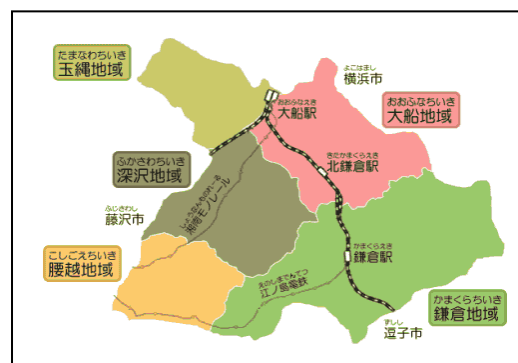 たまなわちいき
玉縄地域
よこはまし
横浜市
おおふなえき
大船駅
おおふなちいき
大船地域
ふかさわちいき
深沢地域
きたかまくらえき
北鎌倉駅
しょうなんものれーる
湘南モノレール
ふじさわし
藤沢市
こしごえちいき
腰越地域
かまくらえき
鎌倉駅
えのしまでんてつ
江ノ島電鉄
かまくらちいき
鎌倉地域
ずしし
逗子市